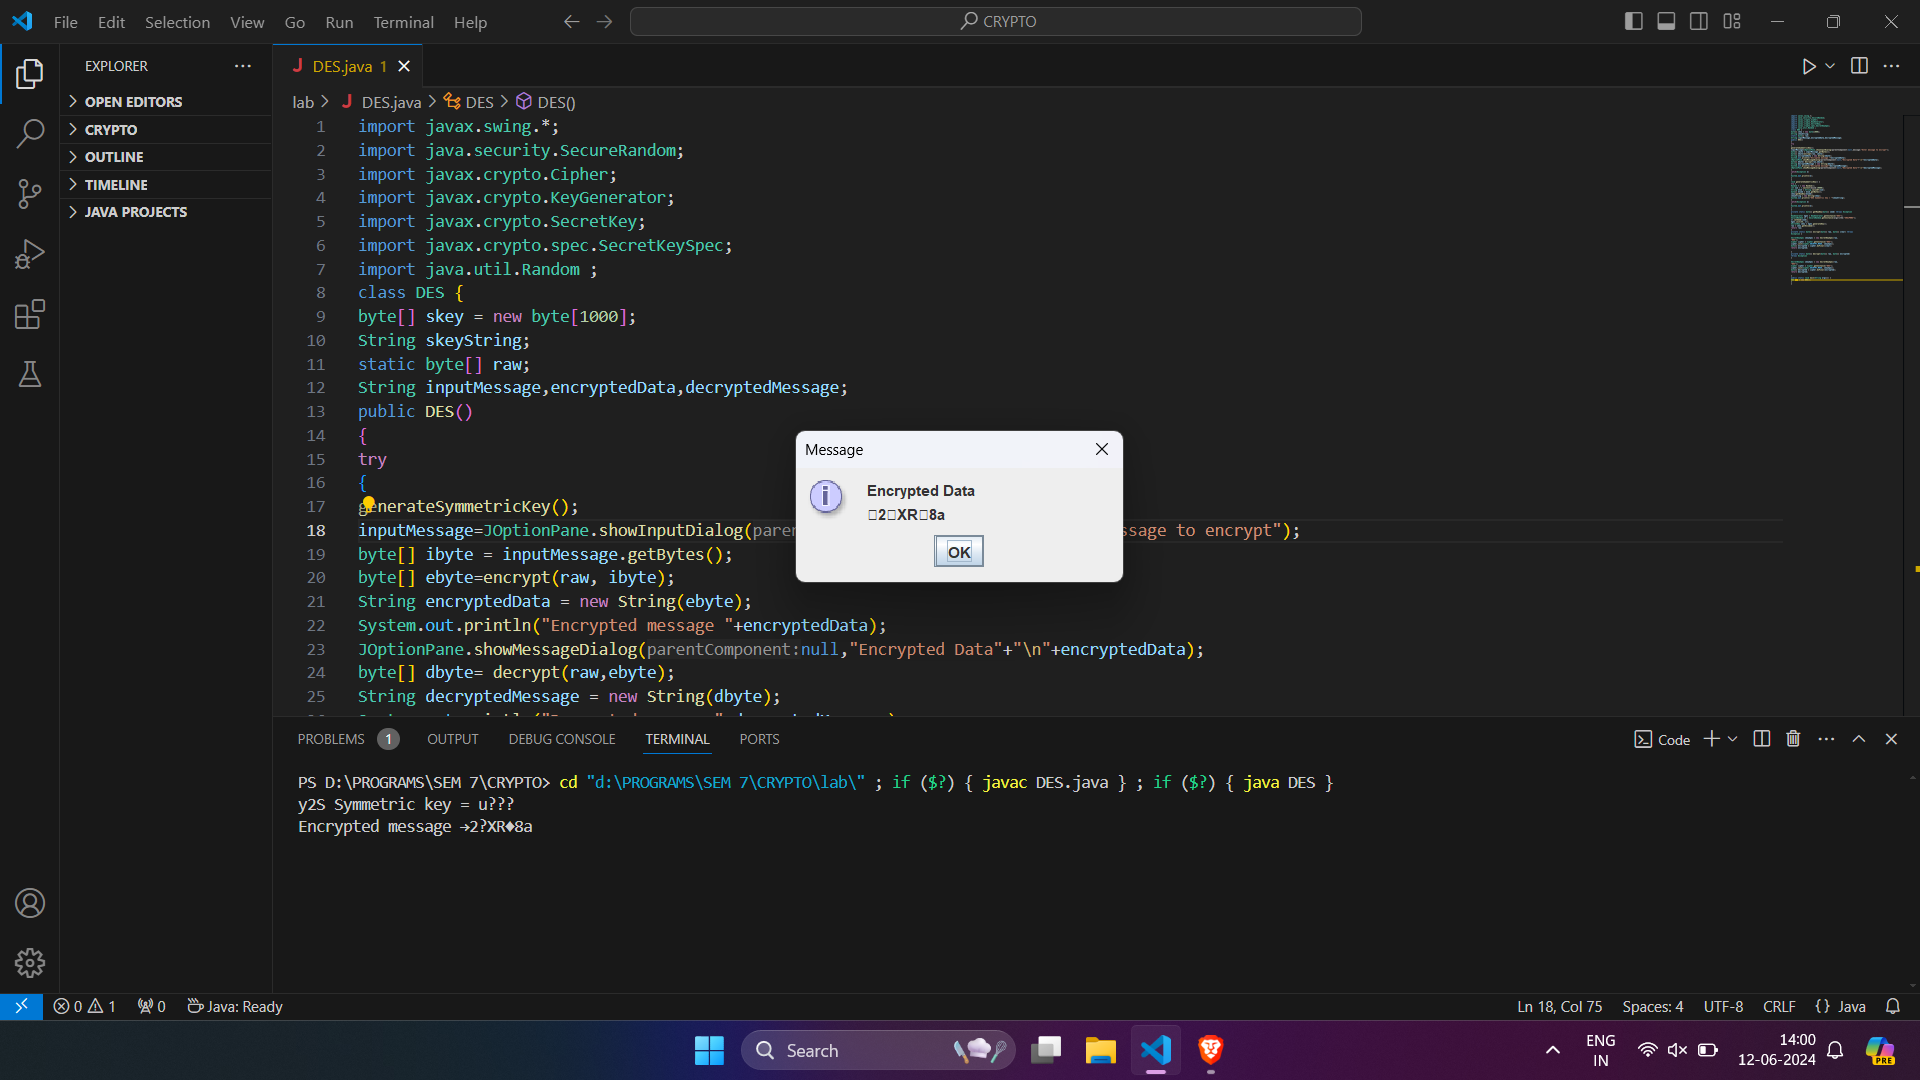 File Edit Selection View Go Run Terminal Help
CRYPTO
EXPLORER
OPEN EDITORS
CRYPTO
OUTLINE
TIMELINE
JAVA PROJECTS
DES.java 1
lab > DES.java > DES > DES()
1 import javax.swing.*;
2 import java.security.SecureRandom;
3 import javax.crypto.Cipher;
4 import javax.crypto.KeyGenerator;
5 import javax.crypto.SecretKey;
6 import javax.crypto.spec.SecretKeySpec;
7 import java.util.Random ;
8 class DES {
9 byte[] skey = new byte[1000];
10 String skeyString;
11 static byte[] raw;
12 String inputMessage,encryptedData,decryptedMessage;
13 public DES()
14 {
15 try
16 {
17 generateSymmetricKey();
18 inputMessage=JOptionPane.showInputDialog( to encrypt");
19 byte[] ibyte = inputMessage.getBytes();
20 byte[] ebyte=encrypt(raw, ibyte);
21 String encryptedData = new String(ebyte);
22 System.out.println("Encrypted message "+encryptedData);
23 JOptionPane.showMessageDialog(parentComponent:null,"Encrypted Data"+"\n"+encryptedData);
24 byte[] dbyte= decrypt(raw,ebyte);
25 String decryptedMessage = new String(dbyte);
Message
Encrypted Data
□2□XR□8a
OK
PROBLEMS 1 OUTPUT DEBUG CONSOLE TERMINAL PORTS
Code
PS D:\PROGRAMS\SEM 7\CRYPTO> cd "d:\PROGRAMS\SEM 7\CRYPTO\lab\" ; if ($?) { javac DES.java } ; if ($?) { java DES }
y2S Symmetric key = u???
Encrypted message →2?XR♦8a
0 1 0 Java: Ready
Ln 18, Col 75 Spaces: 4 UTF-8 CRLF {} Java
Search
ENG
IN
14:00
12-06-2024
PRE